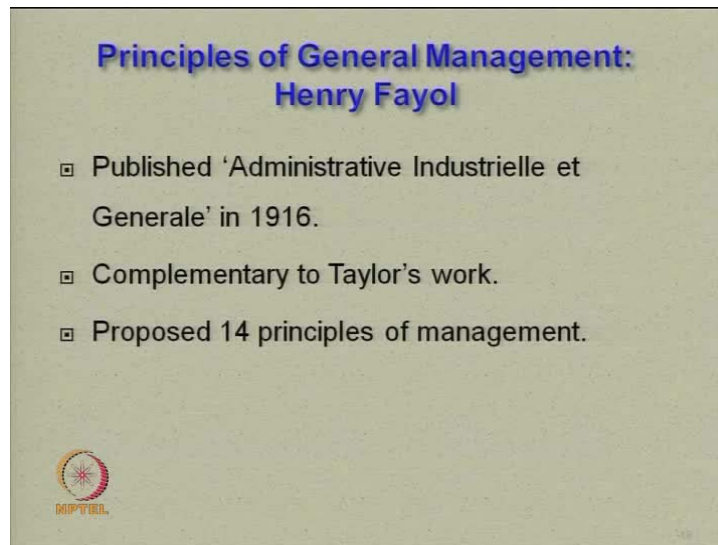 Principles of General Management:
Henry Fayol
Published ‘Administrative Industrielle et
Generale’ in 1916.
Complementary to Taylor’s work.
Proposed 14 principles of management.
NPTEL